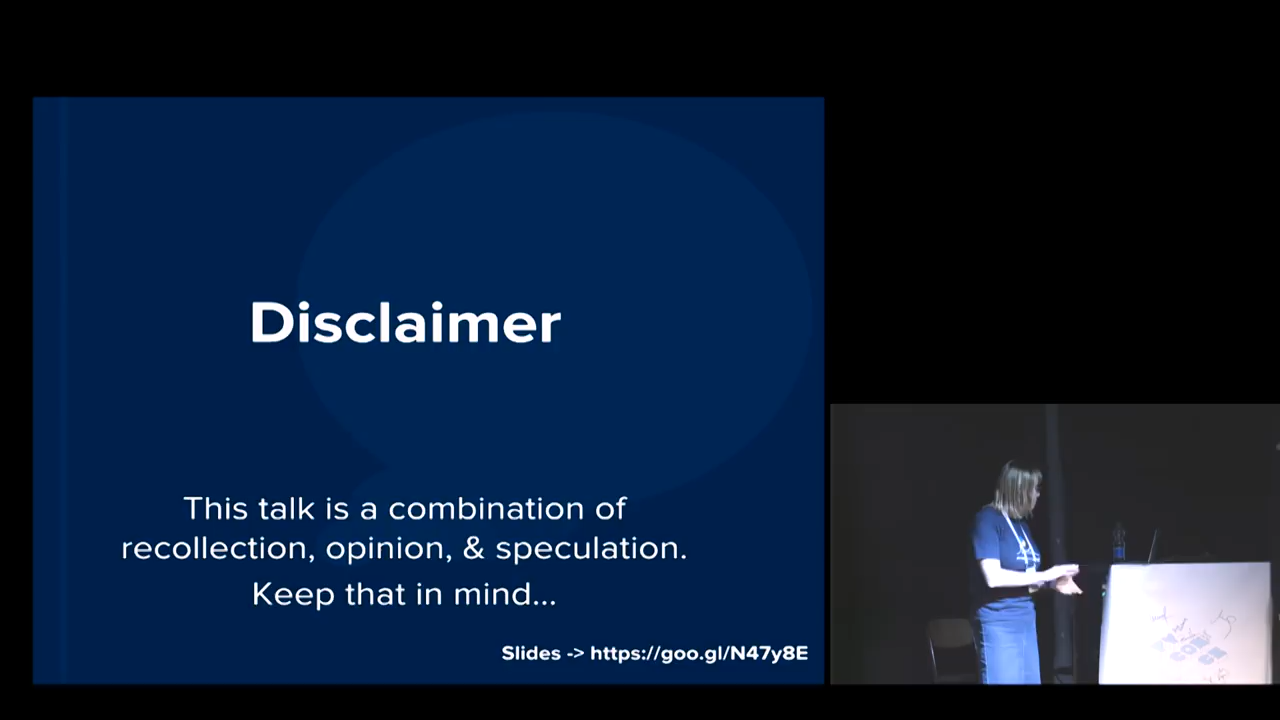 Disclaimer
This talk is a combination of
recollection, opinion, & speculation.
Keep that in mind...
Slides -> https://goo.gl/N47y8E